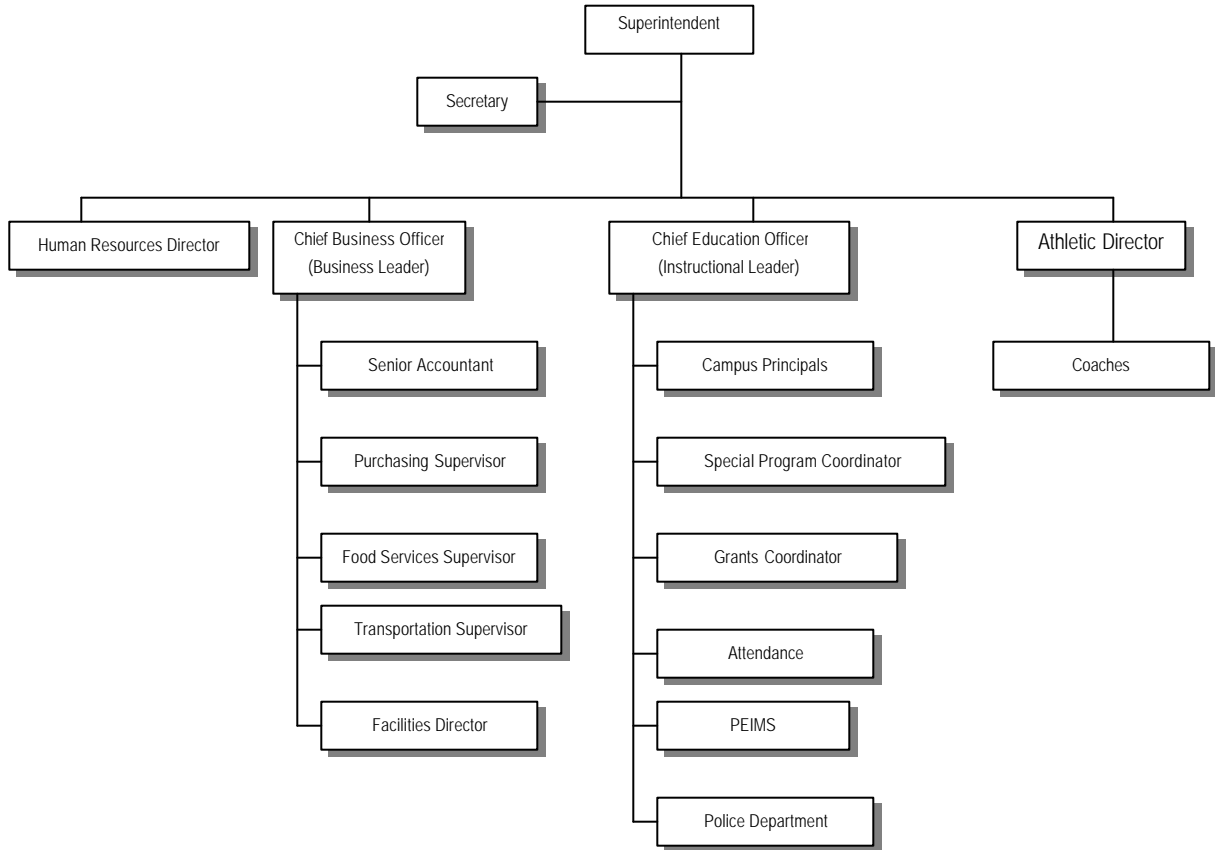 Superintendent
Secretary
Human Resources Director
Chief Business Officer
(Business Leader)
Chief Education Officer
(Instructional Leader)
Athletic Director
Senior Accountant
Campus Principals
Coaches
Purchasing Supervisor
Special Program Coordinator
Food Services Supervisor
Grants Coordinator
Transportation Supervisor
Attendance
Facilities Director
PEIMS
Police Department